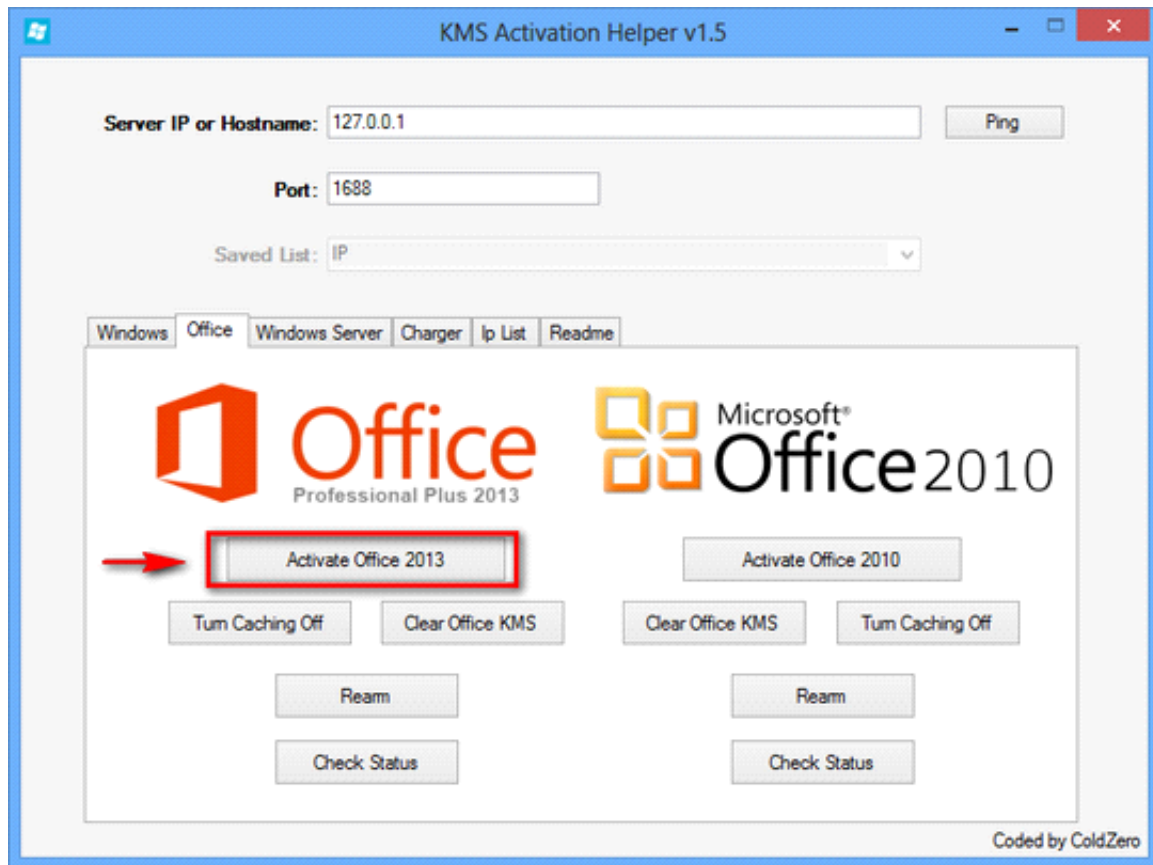 KMS Activation Helper v1.5
Server IP or Hostname: 127.0.0.1 Ping
Port: 1688
Saved List: IP
Windows Office Windows Server Charger Ip List Readme
Office
Professional Plus 2013
Microsoft®
Office 2010
Activate Office 2013 Activate Office 2010
Turn Caching Off Clear Office KMS Clear Office KMS Turn Caching Off
Rearm Rearm
Check Status Check Status
Coded by ColdZero